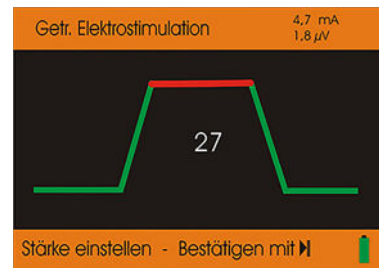 Getr. Elektrostimulation
4,7 mA
1,8 µV
27
Stärke einstellen - Bestätigen mit